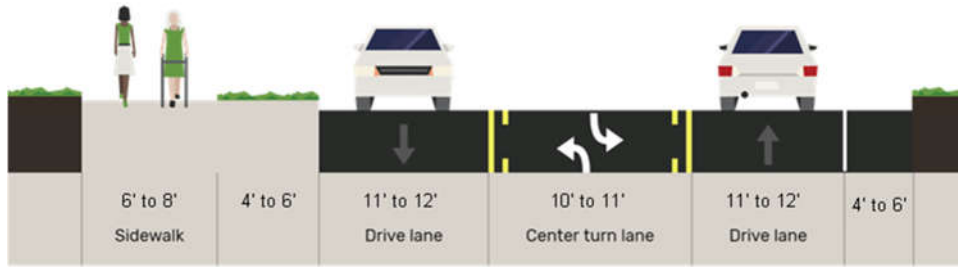 6' to 8'
Sidewalk
4' to 6'
11' to 12'
Drive lane
10' to 11'
Center turn lane
11' to 12'
Drive lane
4' to 6'